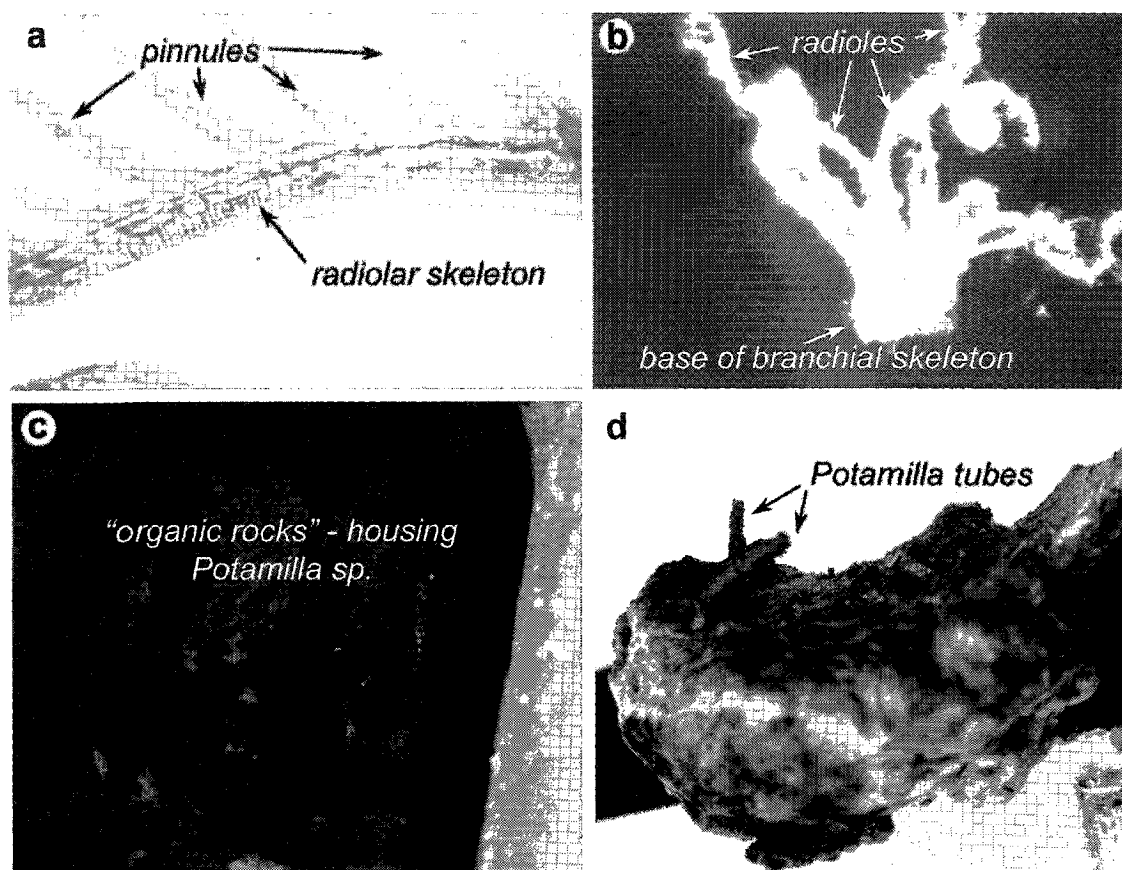 a
pinnules
radiolar skeleton
b
radioles
base of branchial skeleton
c
"organic rocks" - housing
Potamilla sp.
d
Potamilla tubes